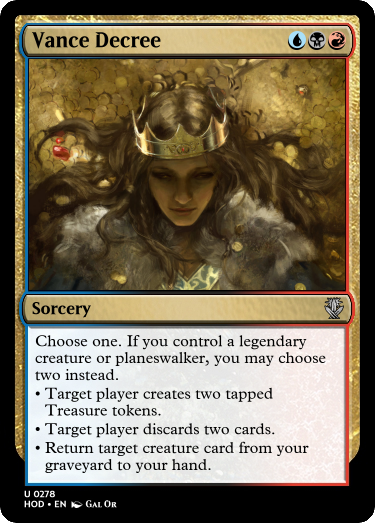 Vance Decree
Sorcery
Choose one. If you control a legendary
creature or planeswalker, you may choose
two instead.
• Target player creates two tapped
Treasure tokens.
• Target player discards two cards.
• Return target creature card from your
graveyard to your hand.
U 0278
HOD • EN Gal Or